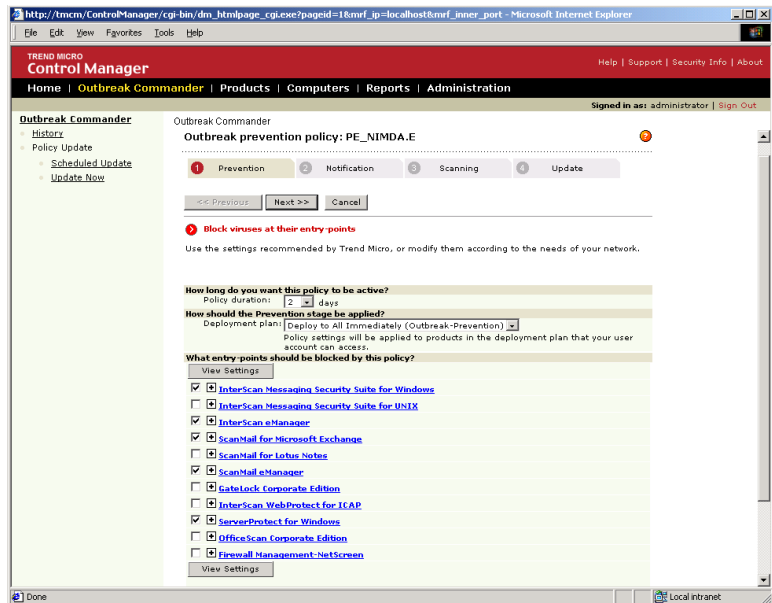 http://tmcm/ControlManager/cgi-bin/dm_htmlpage_cgi.exe?pageid=1&mrf_ip=localhost&mrf_inner_port - Microsoft Internet Explorer
File Edit View Favorites Tools Help
TREND MICRO
Control Manager
Help | Support | Security Info | About
Home | Outbreak Commander | Products | Computers | Reports | Administration
Signed in as: administrator | Sign Out
Outbreak Commander
History
Policy Update
Scheduled Update
Update Now
Outbreak Commander
Outbreak prevention policy: PE_NIMDA.E
?
1 Prevention 2 Notification 3 Scanning 4 Update
<< Previous Next >> Cancel
Block viruses at their entry-points
Use the settings recommended by Trend Micro, or modify them according to the needs of your network.
How long do you want this policy to be active?
Policy duration: 2 days
How should the Prevention stage be applied?
Deployment plan: Deploy to All Immediately (Outbreak-Prevention)
Policy settings will be applied to products in the deployment plan that your user
account can access.
What entry-points should be blocked by this policy?
View Settings
InterScan Messaging Security Suite for Windows
InterScan Messaging Security Suite for UNIX
InterScan eManager
ScanMail for Microsoft Exchange
ScanMail for Lotus Notes
ScanMail eManager
GateLock Corporate Edition
InterScan WebProtect for ICAP
ServerProtect for Windows
OfficeScan Corporate Edition
Firewall Management-NetScreen
View Settings
Done
Local intranet